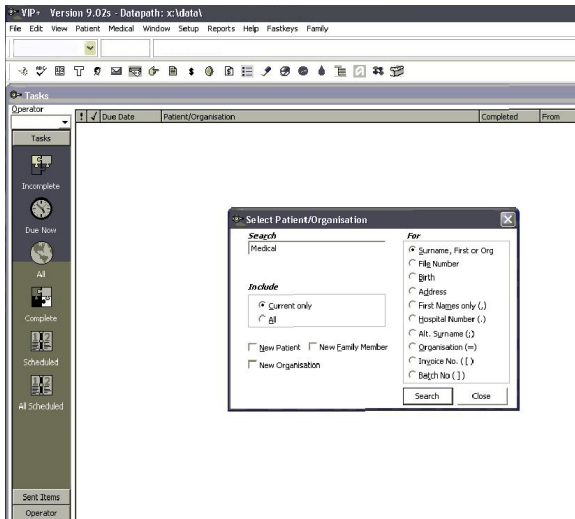 VIP+ Version 9.02s - Datapath: x:\data\
File Edit View Patient Medical Window Setup Reports Help Fastkeys Family
Tasks
Operator
! √ Due Date Patient/Organisation Completed From
Tasks
Incomplete
Due Now
All
Complete
Scheduled
All Scheduled
Sent Items
Operator
Select Patient/Organisation
Search
Medical
Include
Current only
All
New Patient New Family Member
New Organisation
For
Surname, First or Org
File Number
Birth
Address
First Names only (,)
Hospital Number (.)
Alt. Surname (;)
Organisation (=)
Invoice No. ( [ )
Batch No ( ] )
Search Close